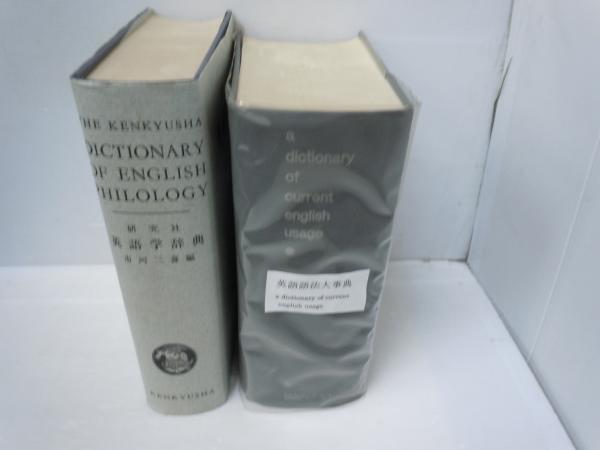 THE KENKYUSHA
DICTIONARY
OF ENGLISH
PHILOLOGY
研究社
英語学辞典
市河三喜編
KENKYUSHA
a
dictionary
of
current
english
usage
英語語法大事典
a dictionary of current
english usage